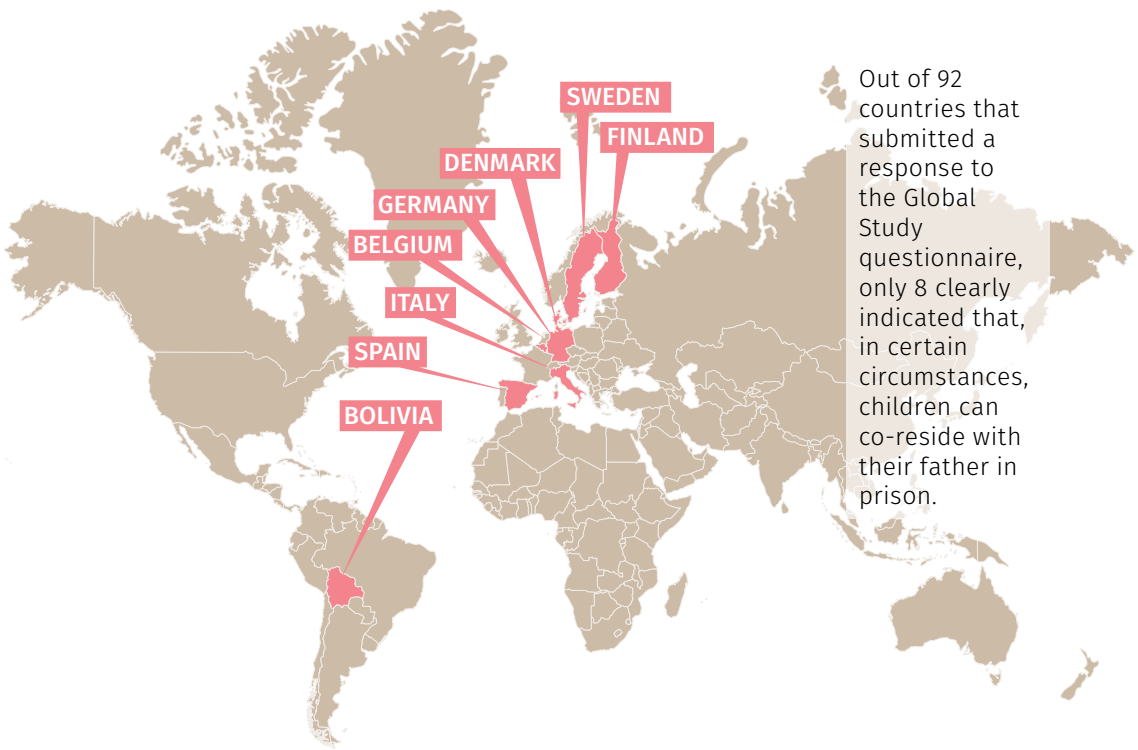 SWEDEN
FINLAND
DENMARK
GERMANY
BELGIUM
ITALY
SPAIN
BOLIVIA
Out of 92
countries that
submitted a
response to
the Global
Study
questionnaire,
only 8 clearly
indicated that,
in certain
circumstances,
children can
co-reside with
their father in
prison.